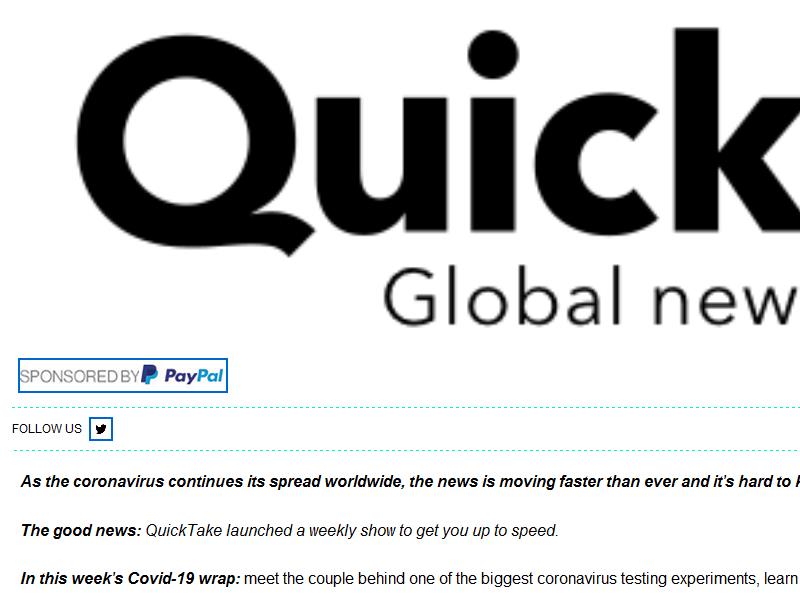 Quick
Global new
SPONSORED BY PayPal
FOLLOW US
As the coronavirus continues its spread worldwide, the news is moving faster than ever and it's hard to
The good news: QuickTake launched a weekly show to get you up to speed.
In this week's Covid-19 wrap: meet the couple behind one of the biggest coronavirus testing experiments, learn